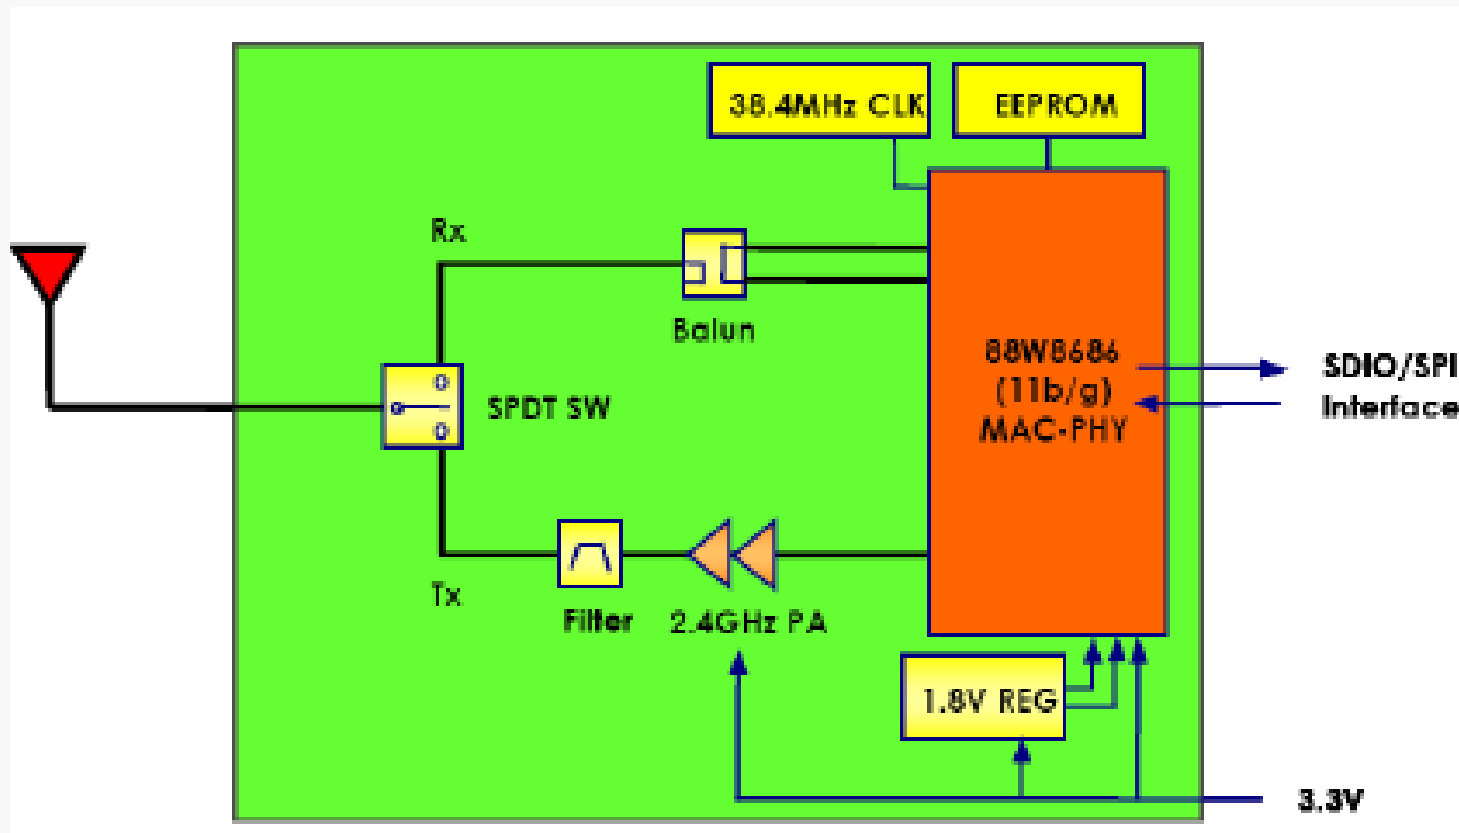 38.4MHz CLK
EEPROM
Rx
Balun
88W8686
(11b/g)
MAC-PHY
SDIO/SPI
Interface
SPDT SW
Tx
Filter
2.4GHz PA
1.8V REG
3.3V